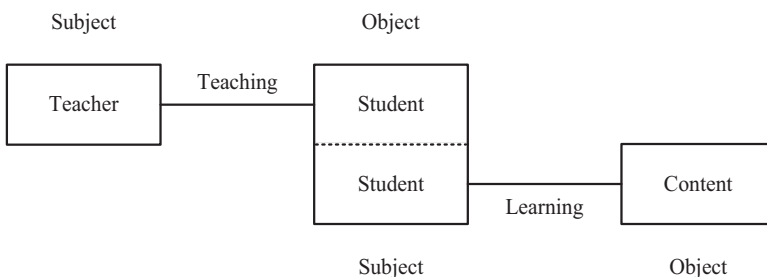 Subject
Object
Teaching
Teacher
Student
Student
Content
Learning
Subject
Object